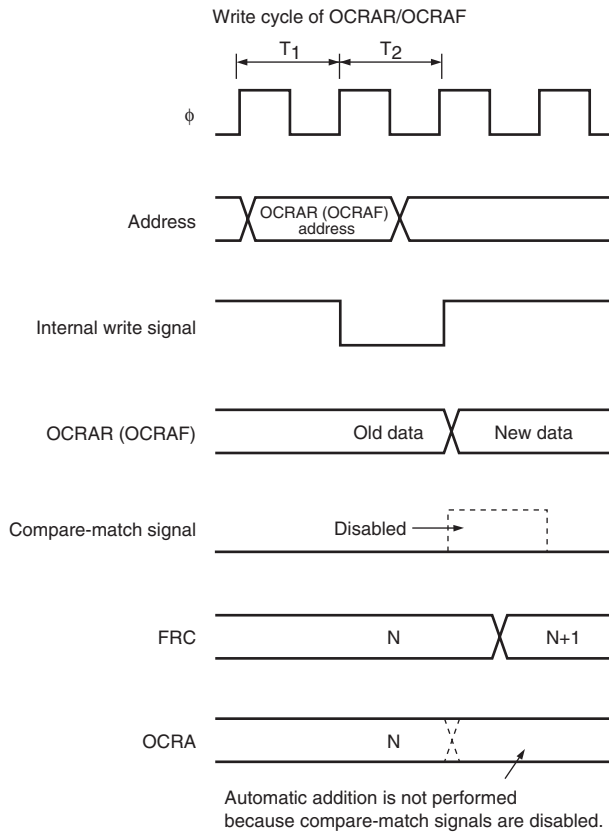 Write cycle of OCRAR/OCRAF
T1 T2
φ
Address
OCRAR (OCRAF)
address
Internal write signal
OCRAR (OCRAF)
Old data
New data
Compare-match signal
Disabled
FRC
N
N+1
OCRA
N
Automatic addition is not performed
because compare-match signals are disabled.